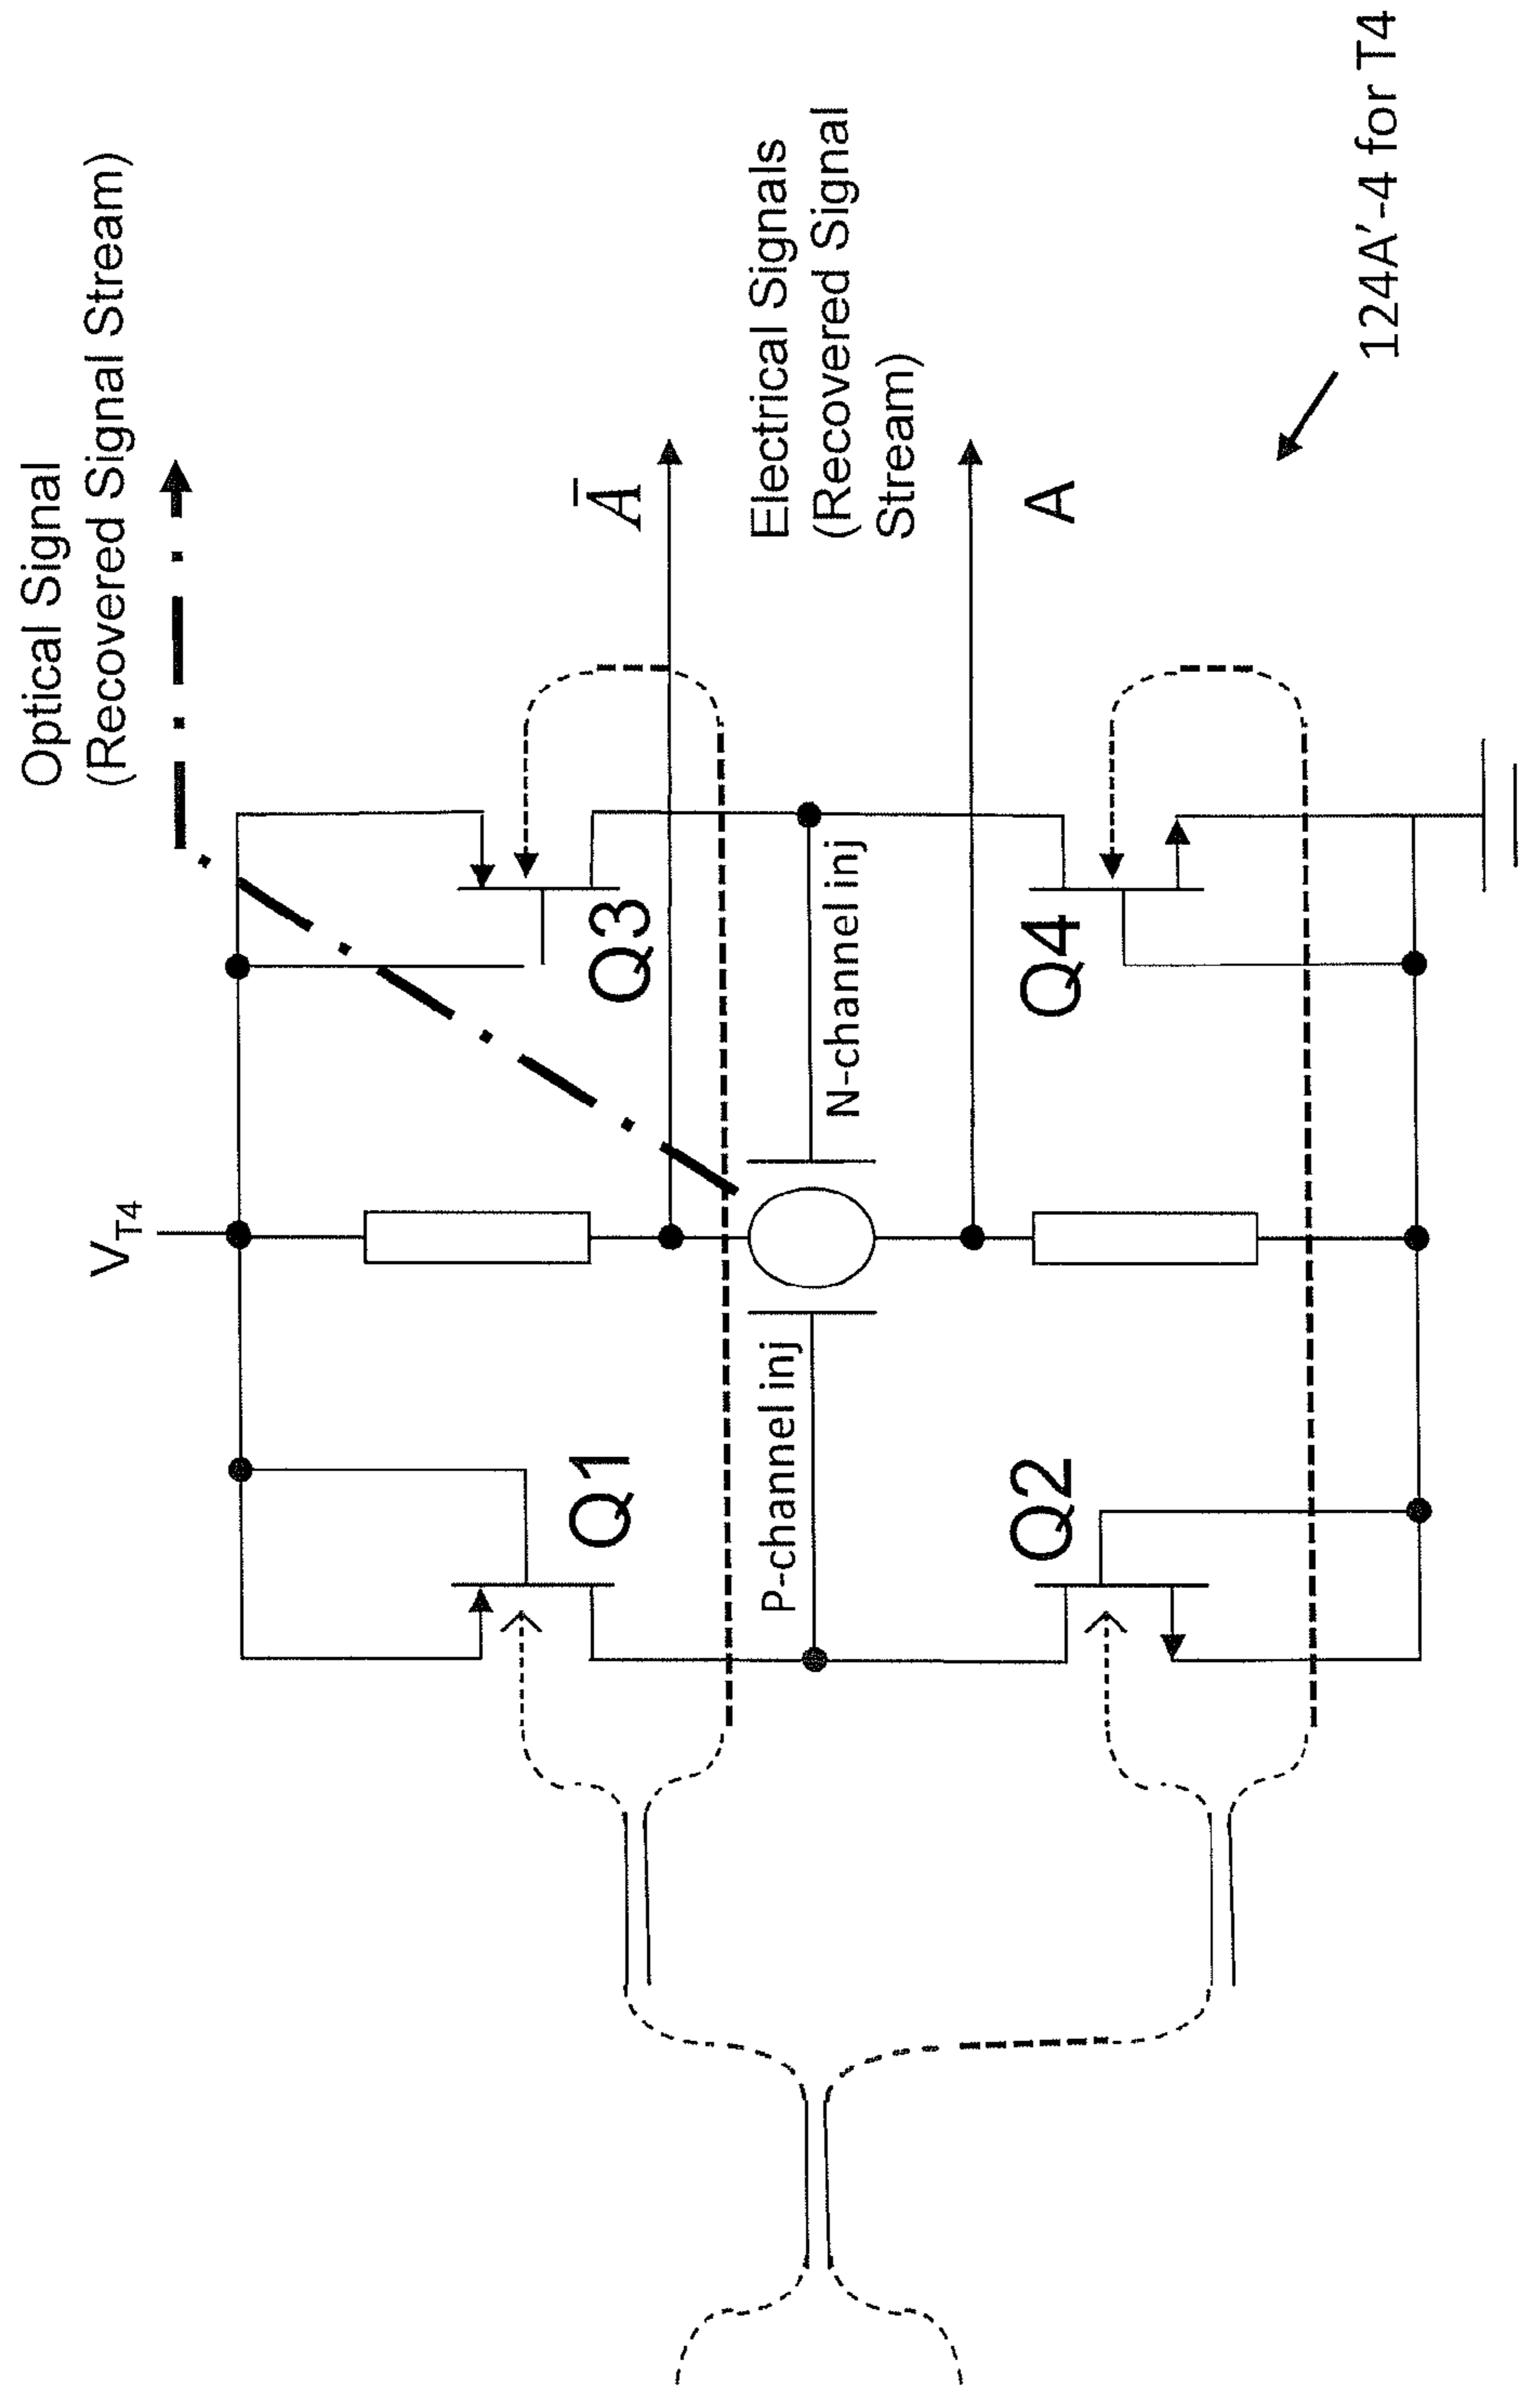 Optical Signal
(Recovered Signal Stream)
V_T4
Ā
Q1
Q3
Electrical Signals
(Recovered Signal
Stream)
P-channel inj
N-channel inj
A
Q2
Q4
124A'-4 for T4